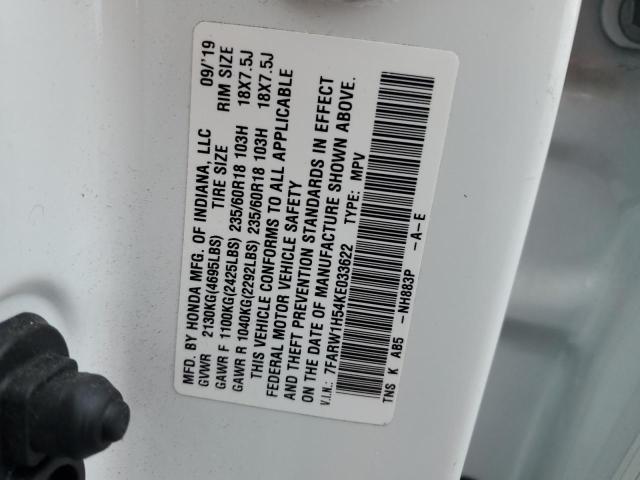 MFD. BY HONDA MFG. OF INDIANA, LLC 09/'19
GVWR 2130KG(4695LBS) TIRE SIZE RIM SIZE
GAWR F 1100KG(2425LBS) 235/60R18 103H 18X7.5J
GAWR R 1040KG(2292LBS) 235/60R18 103H 18X7.5J
THIS VEHICLE CONFORMS TO ALL APPLICABLE
FEDERAL MOTOR VEHICLE SAFETY
AND THEFT PREVENTION STANDARDS IN EFFECT
ON THE DATE OF MANUFACTURE SHOWN ABOVE.
V.I.N.: 7FARW1H54KE033622 TYPE: MPV
TNS K AB5 -NH883P -A-E